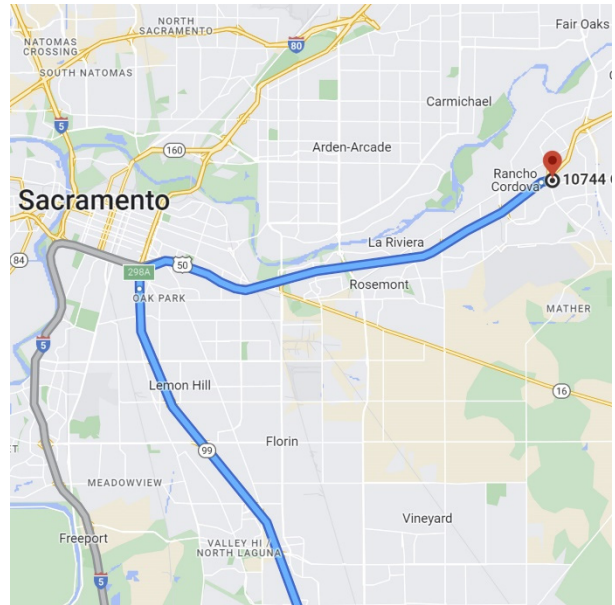 Fair Oaks
NORTH
SACRAMENTO
NATOMAS
CROSSING
80
SOUTH NATOMAS
Carmichael
5
160
Arden-Arcade
Rancho
Cordova
10744
Sacramento
La Riviera
84
298A
50
Rosemont
OAK PARK
MATHER
5
Lemon Hill
16
Florin
99
MEADOWVIEW
Vineyard
Freeport
VALLEY HI /
NORTH LAGUNA
5